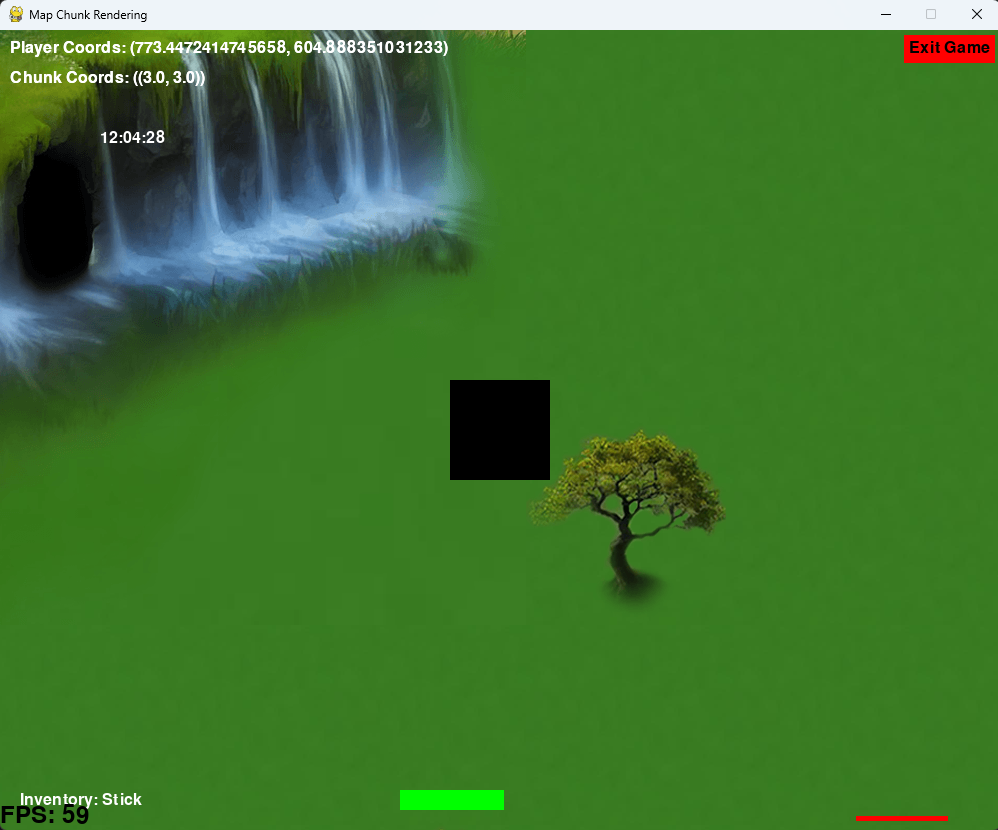 Map Chunk Rendering
Player Coords: (773.4472414745658, 604.888351031233)
Exit Game
Chunk Coords: ((3.0, 3.0))
12:04:28
Inventory: Stick
FPS: 59